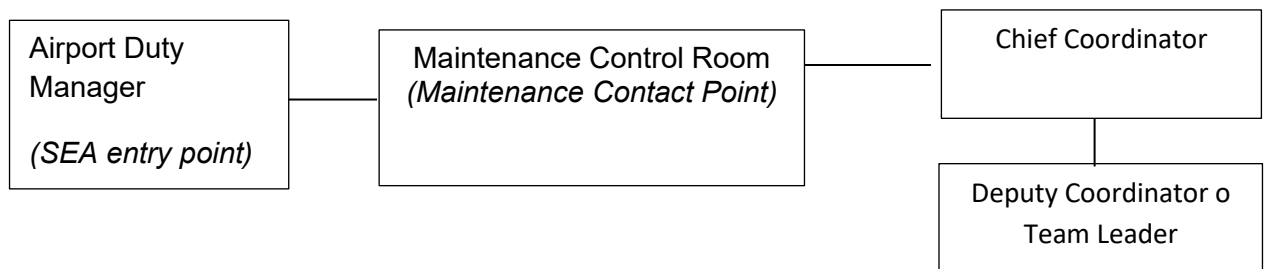 Airport Duty
Manager
(SEA entry point)
Maintenance Control Room
(Maintenance Contact Point)
Chief Coordinator
Deputy Coordinator o
Team Leader